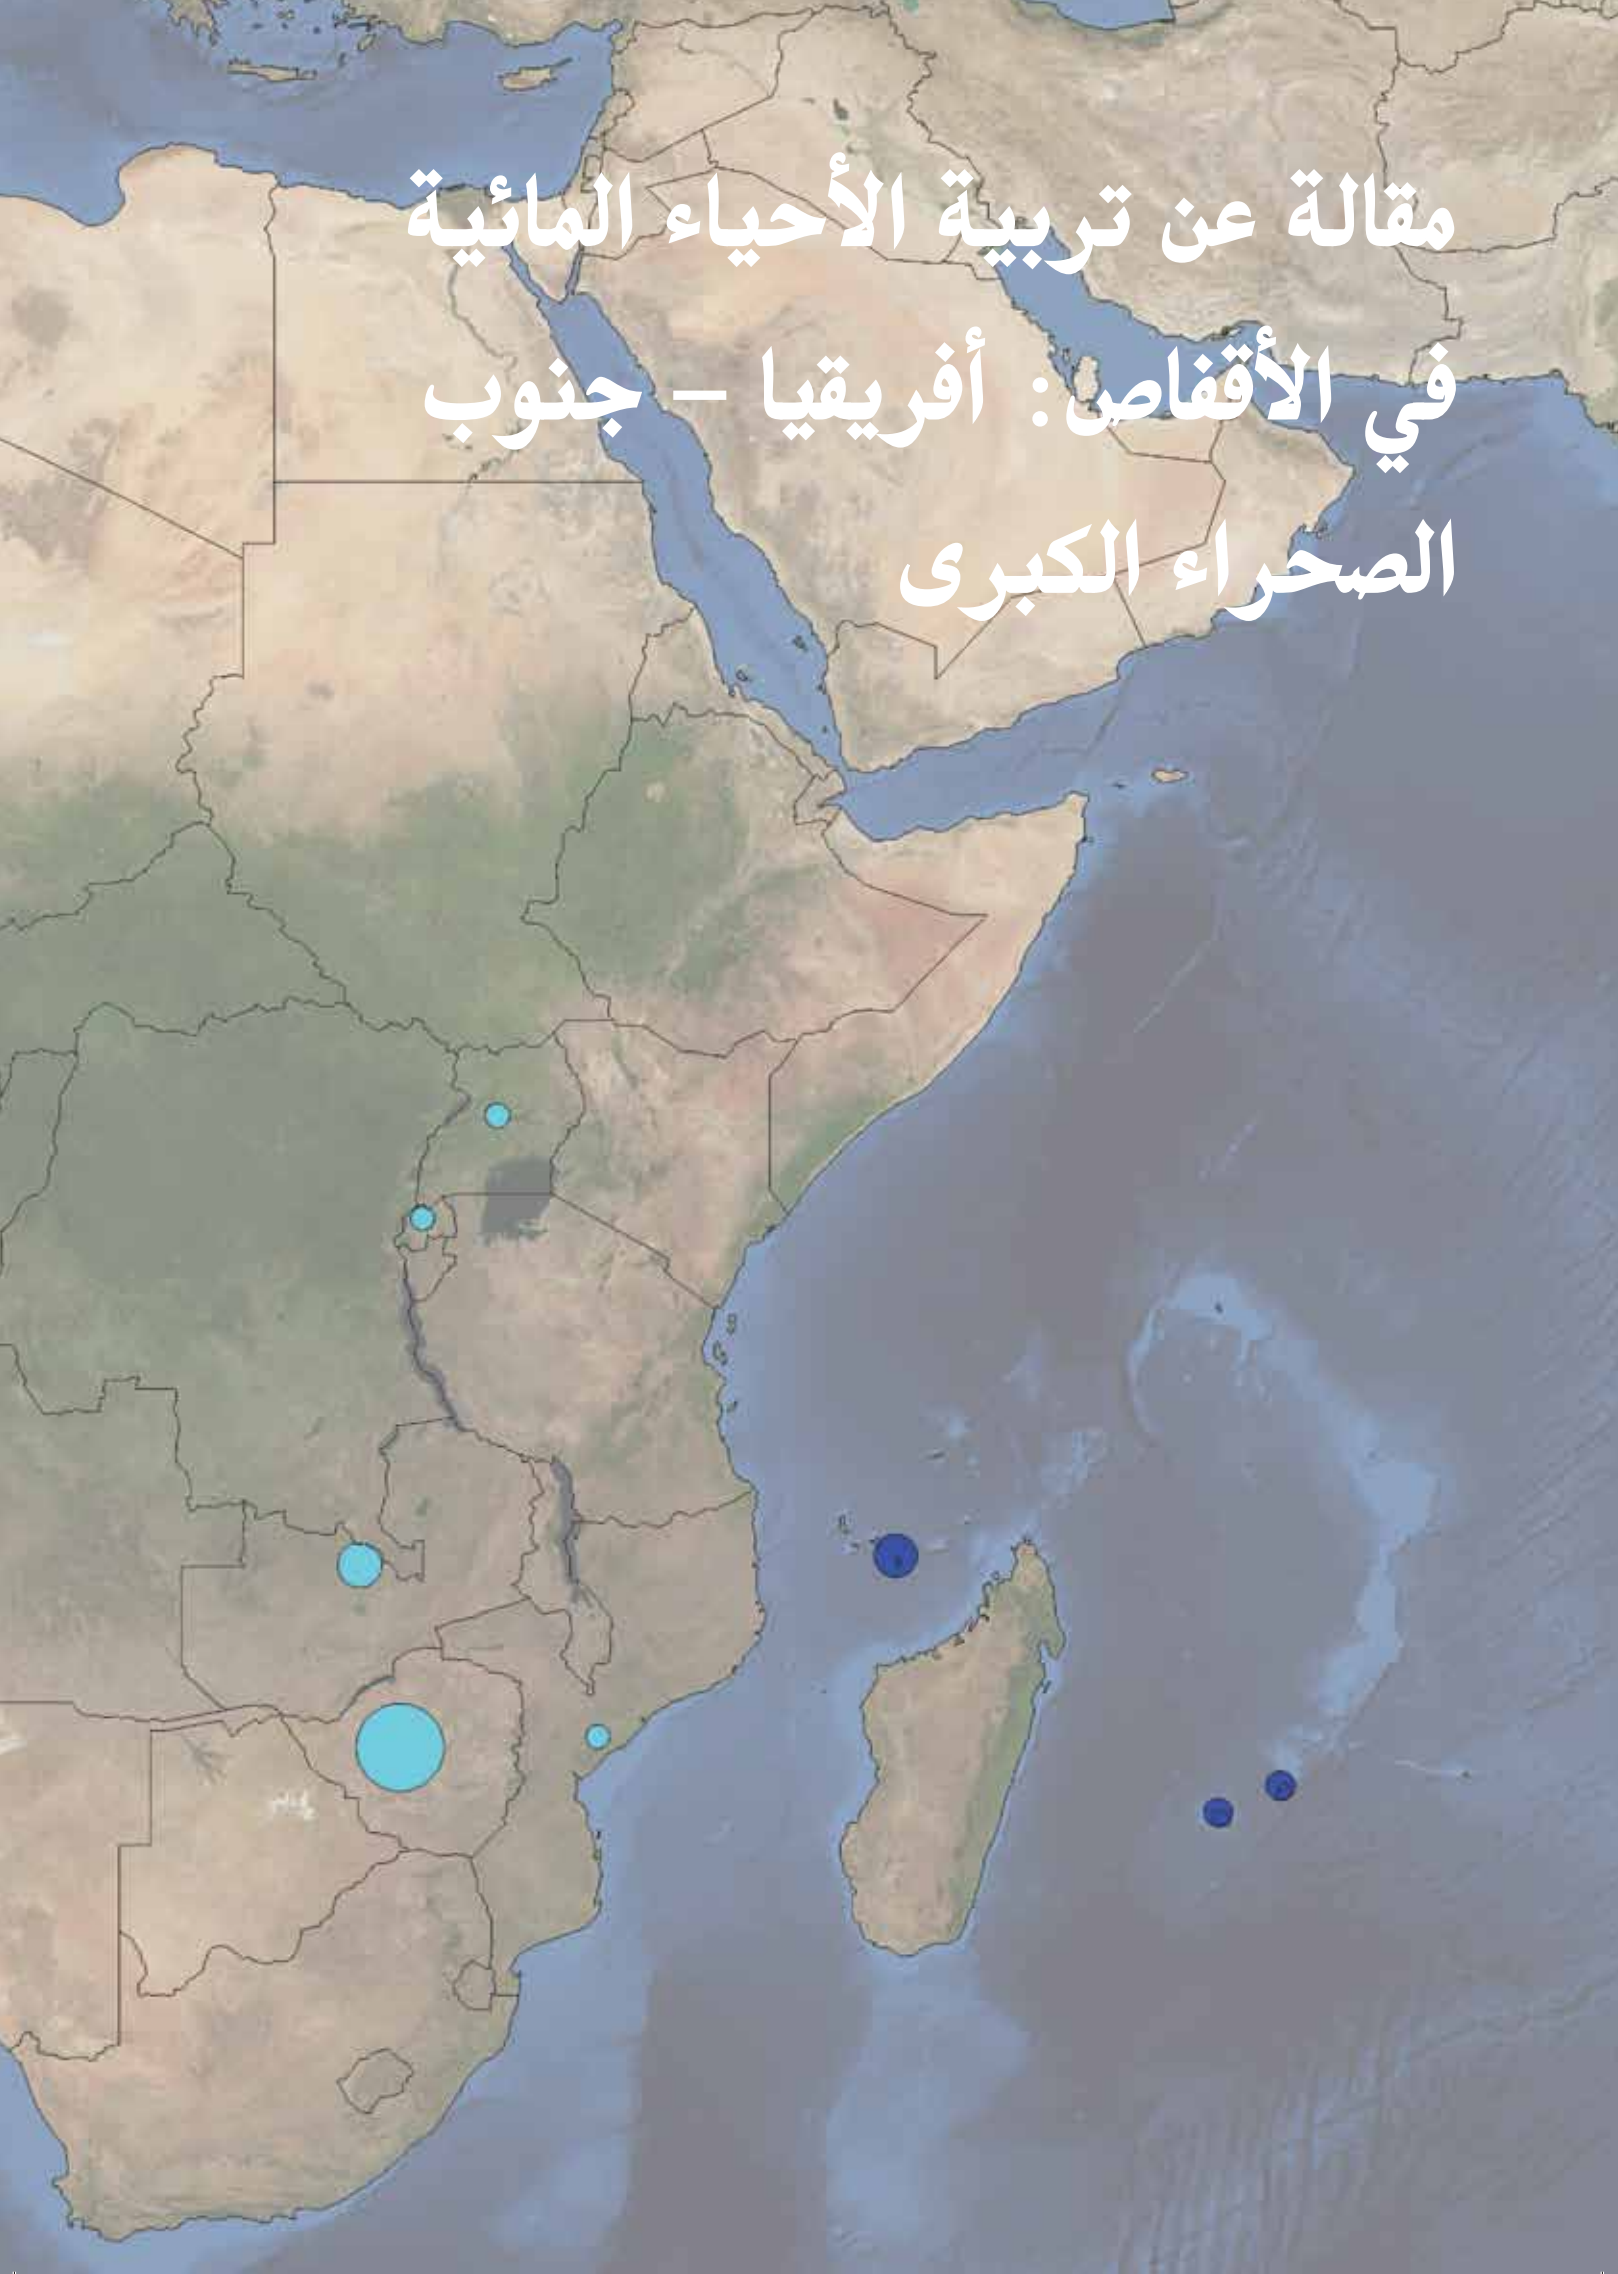 مقالة عن تربية الأحياء المائية
في الأقفاص: أفريقيا – جنوب
الصحراء الكبرى